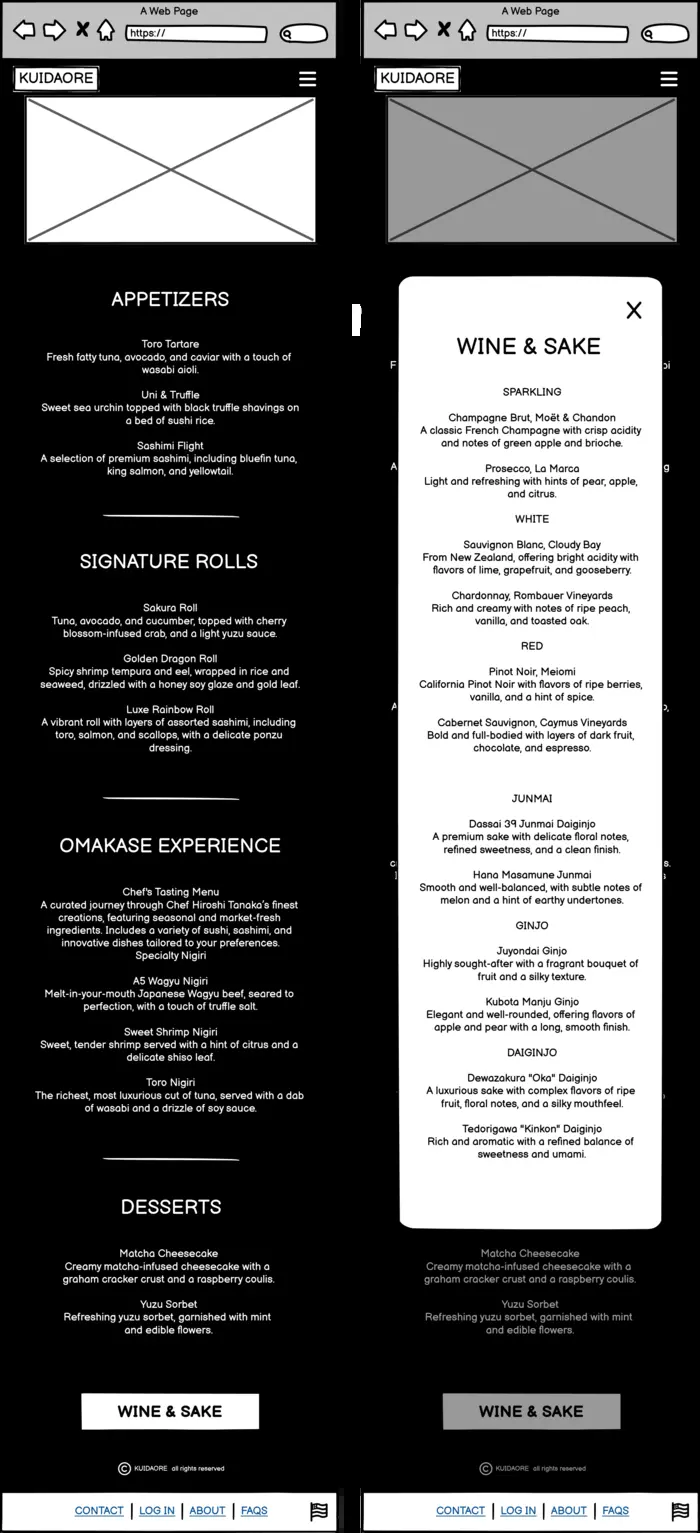 A Web Page
https://
KUIDAORE
APPETIZERS
Toro Tartare
Fresh fatty tuna, avocado, and caviar with a touch of
wasabi aioli.
Uni & Truffle
Sweet sea urchin topped with black truffle shavings on
a bed of sushi rice.
Sashimi Flight
A selection of premium sashimi, including bluefin tuna,
king salmon, and yellowtail.
SIGNATURE ROLLS
Sakura Roll
Tuna, avocado, and cucumber, topped with cherry
blossom-infused crab, and a light yuzu sauce.
Golden Dragon Roll
Spicy shrimp tempura and eel, wrapped in rice and
seaweed, drizzled with a honey soy glaze and gold leaf.
Luxe Rainbow Roll
A vibrant roll with layers of assorted sashimi, including
toro, salmon, and scallops, with a delicate ponzu
dressing.
OMAKASE EXPERIENCE
Chef's Tasting Menu
A curated journey through Chef Hiroshi Tanaka's finest
creations, featuring seasonal and market-fresh
ingredients. Includes a variety of sushi, sashimi, and
innovative dishes tailored to your preferences.
Specialty Nigiri
A5 Wagyu Nigiri
Melt-in-your-mouth Japanese Wagyu beef, seared to
perfection, with a touch of truffle salt.
Sweet Shrimp Nigiri
Sweet, tender shrimp served with a hint of citrus and a
delicate shiso leaf.
Toro Nigiri
The richest, most luxurious cut of tuna, served with a dab
of wasabi and a drizzle of soy sauce.
DESSERTS
Matcha Cheesecake
Creamy matcha-infused cheesecake with a
graham cracker crust and a raspberry coulis.
Yuzu Sorbet
Refreshing yuzu sorbet, garnished with mint
and edible flowers.
WINE & SAKE
© KUIDAORE all rights reserved
CONTACT | LOG IN | ABOUT | FAQS
A Web Page
https://
KUIDAORE
X
WINE & SAKE
SPARKLING
Champagne Brut, Moët & Chandon
A classic French Champagne with crisp acidity
and notes of green apple and brioche.
Prosecco, La Marca
Light and refreshing with hints of pear, apple,
and citrus.
WHITE
Sauvignon Blanc, Cloudy Bay
From New Zealand, offering bright acidity with
flavors of lime, grapefruit, and gooseberry.
Chardonnay, Rombauer Vineyards
Rich and creamy with notes of ripe peach,
vanilla, and toasted oak.
RED
Pinot Noir, Meiomi
California Pinot Noir with flavors of ripe berries,
vanilla, and a hint of spice.
Cabernet Sauvignon, Caymus Vineyards
Bold and full-bodied with layers of dark fruit,
chocolate, and espresso.
JUNMAI
Dassai 39 Junmai Daiginjo
A premium sake with delicate floral notes,
refined sweetness, and a clean finish.
Hana Masamune Junmai
Smooth and well-balanced, with subtle notes of
melon and a hint of earthy undertones.
GINJO
Juyondai Ginjo
Highly sought-after with a fragrant bouquet of
fruit and a silky texture.
Kubota Manju Ginjo
Elegant and well-rounded, offering flavors of
apple and pear with a long, smooth finish.
DAIGINJO
Dewazakura "Oka" Daiginjo
A luxurious sake with complex flavors of ripe
fruit, floral notes, and a silky mouthfeel.
Tedorigawa "Kinkon" Daiginjo
Rich and aromatic with a refined balance of
sweetness and umami.
Matcha Cheesecake
Creamy matcha-infused cheesecake with a
graham cracker crust and a raspberry coulis.
Yuzu Sorbet
Refreshing yuzu sorbet, garnished with mint
and edible flowers.
WINE & SAKE
© KUIDAORE all rights reserved
CONTACT | LOG IN | ABOUT | FAQS